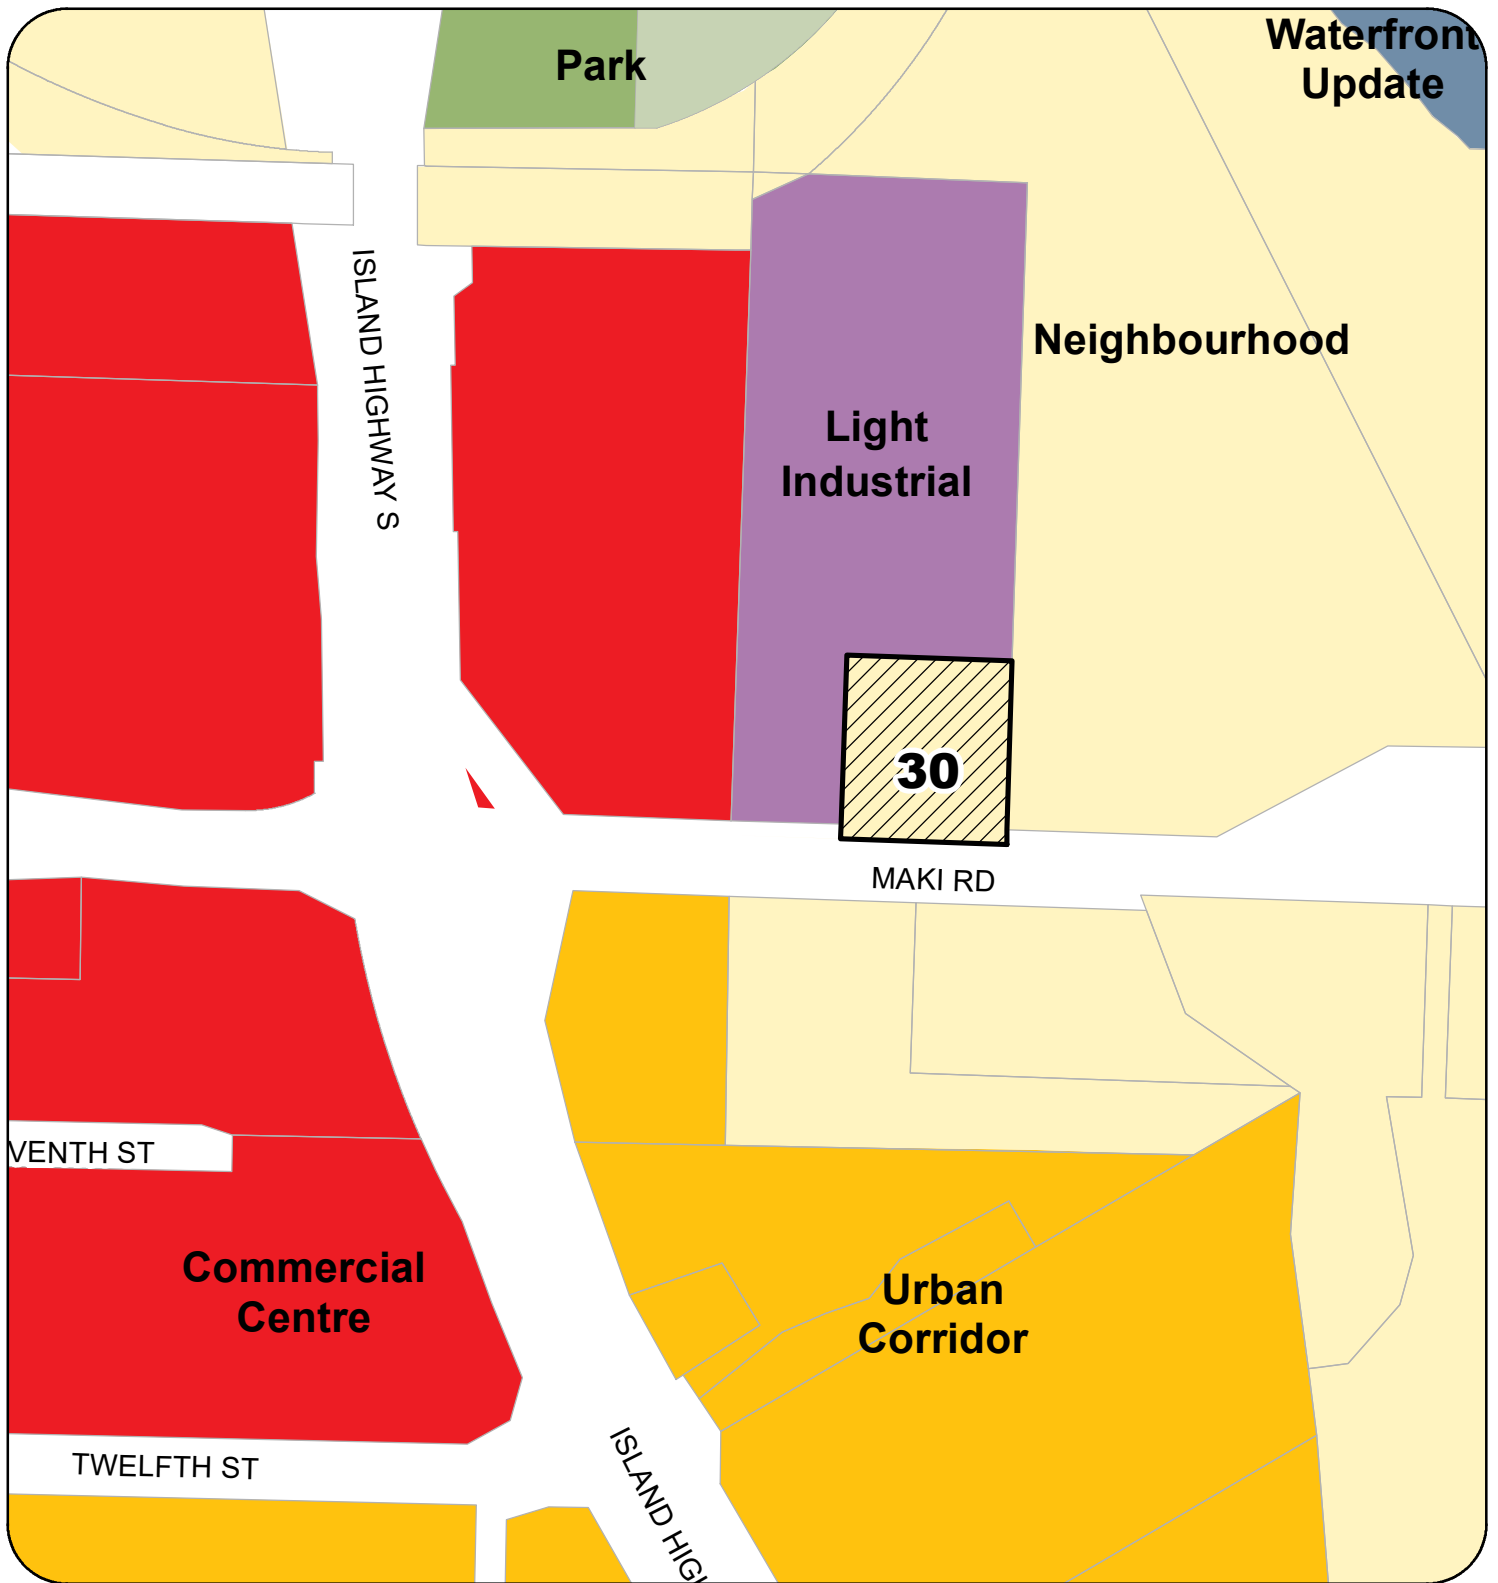 Park
Waterfront
Update
ISLAND HIGHWAY S
Neighbourhood
Light
Industrial
30
MAKI RD
VENTH ST
Commercial
Centre
Urban
Corridor
TWELFTH ST
ISLAND HIGH